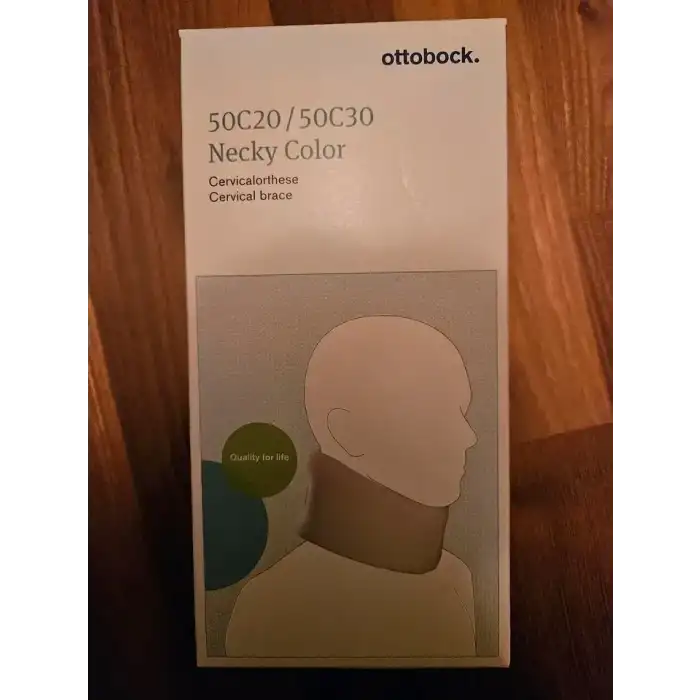 ottobock.
50C20 / 50C30
Necky Color
Cervicalorthese
Cervical brace
Quality for life